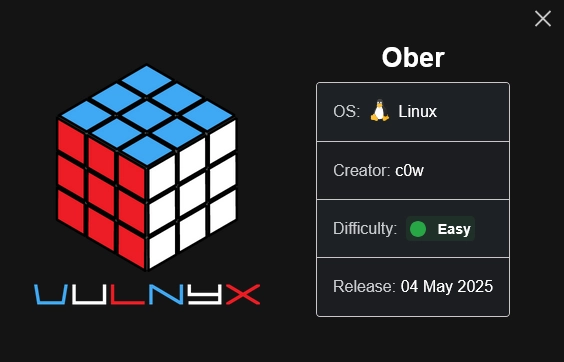 Ober
OS: Linux
Creator: c0w
Difficulty: Easy
Release: 04 May 2025
VULNYX